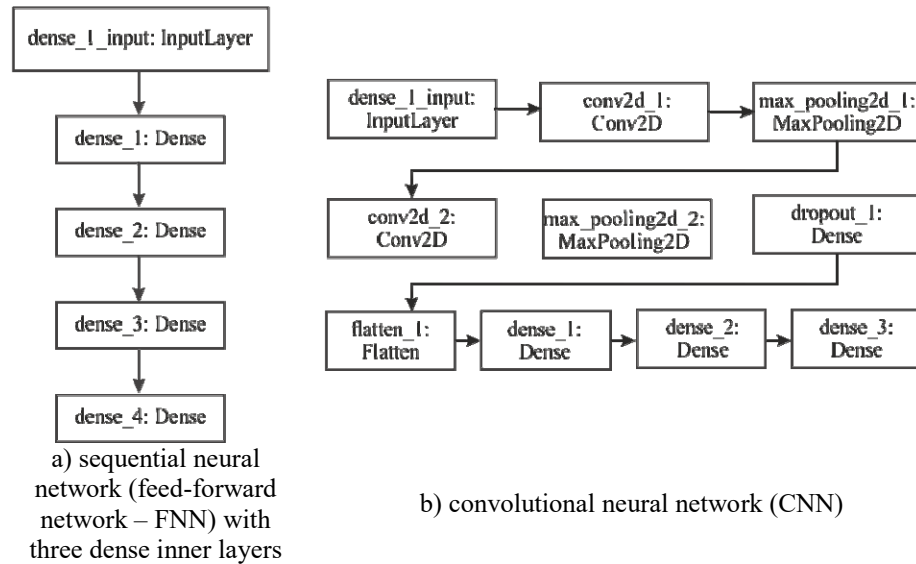 dense_1_input: InputLayer
dense_1: Dense
dense_2: Dense
dense_3: Dense
dense_4: Dense
a) sequential neural
network (feed-forward
network – FNN) with
three dense inner layers
dense_1_input:
InputLayer
conv2d_1:
Conv2D
max_pooling2d_1:
MaxPooling2D
conv2d_2:
Conv2D
max_pooling2d_2:
MaxPooling2D
dropout_1:
Dense
flatten_1:
Flatten
dense_1:
Dense
dense_2:
Dense
dense_3:
Dense
b) convolutional neural network (CNN)